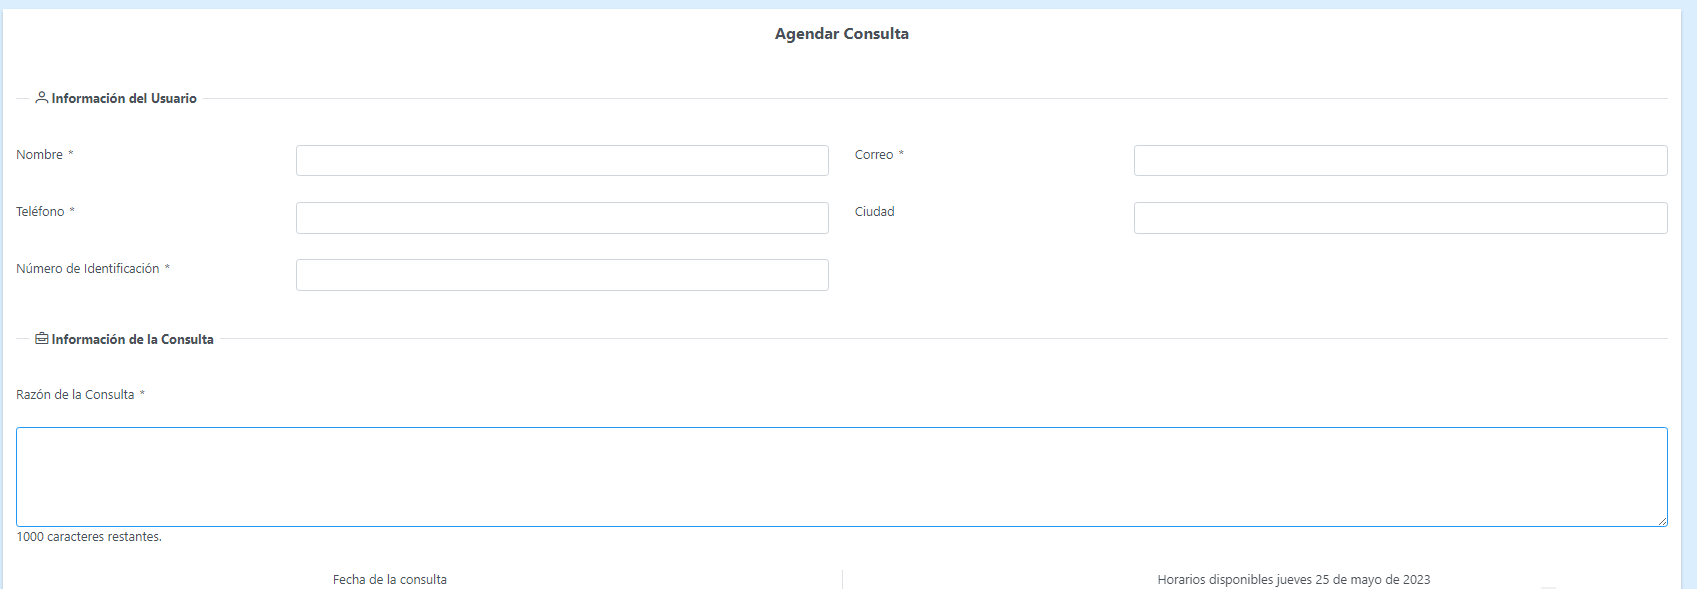 Agendar Consulta
Información del Usuario
Nombre *
Correo *
Teléfono *
Ciudad
Número de Identificación *
Información de la Consulta
Razón de la Consulta *
1000 caracteres restantes.
Fecha de la consulta
Horarios disponibles jueves 25 de mayo de 2023